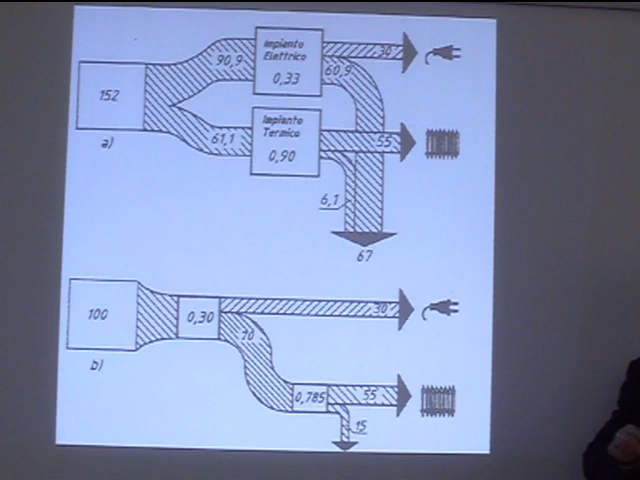 Impianto
Elettrico
0,33
90,9
30
60,9
152
a)
61,1
Impianto
Termico
0,90
55
6,1
67
100
b)
0,30
30
70
0,785
55
15